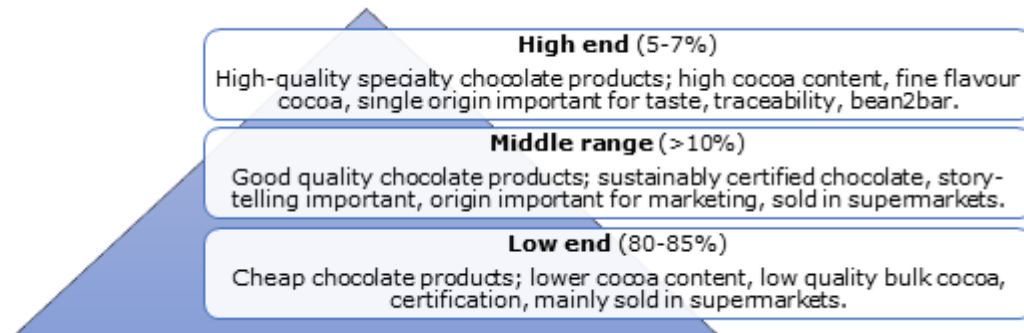 High end (5-7%)
High-quality specialty chocolate products; high cocoa content, fine flavour
cocoa, single origin important for taste, traceability, bean2bar.
Middle range (>10%)
Good quality chocolate products; sustainably certified chocolate, story-
telling important, origin important for marketing, sold in supermarkets.
Low end (80-85%)
Cheap chocolate products; lower cocoa content, low quality bulk cocoa,
certification, mainly sold in supermarkets.